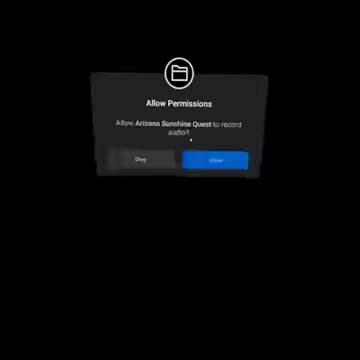 Allow Permissions
Allow Arizona Sunshine Quest to record
audio?
Deny
Allow